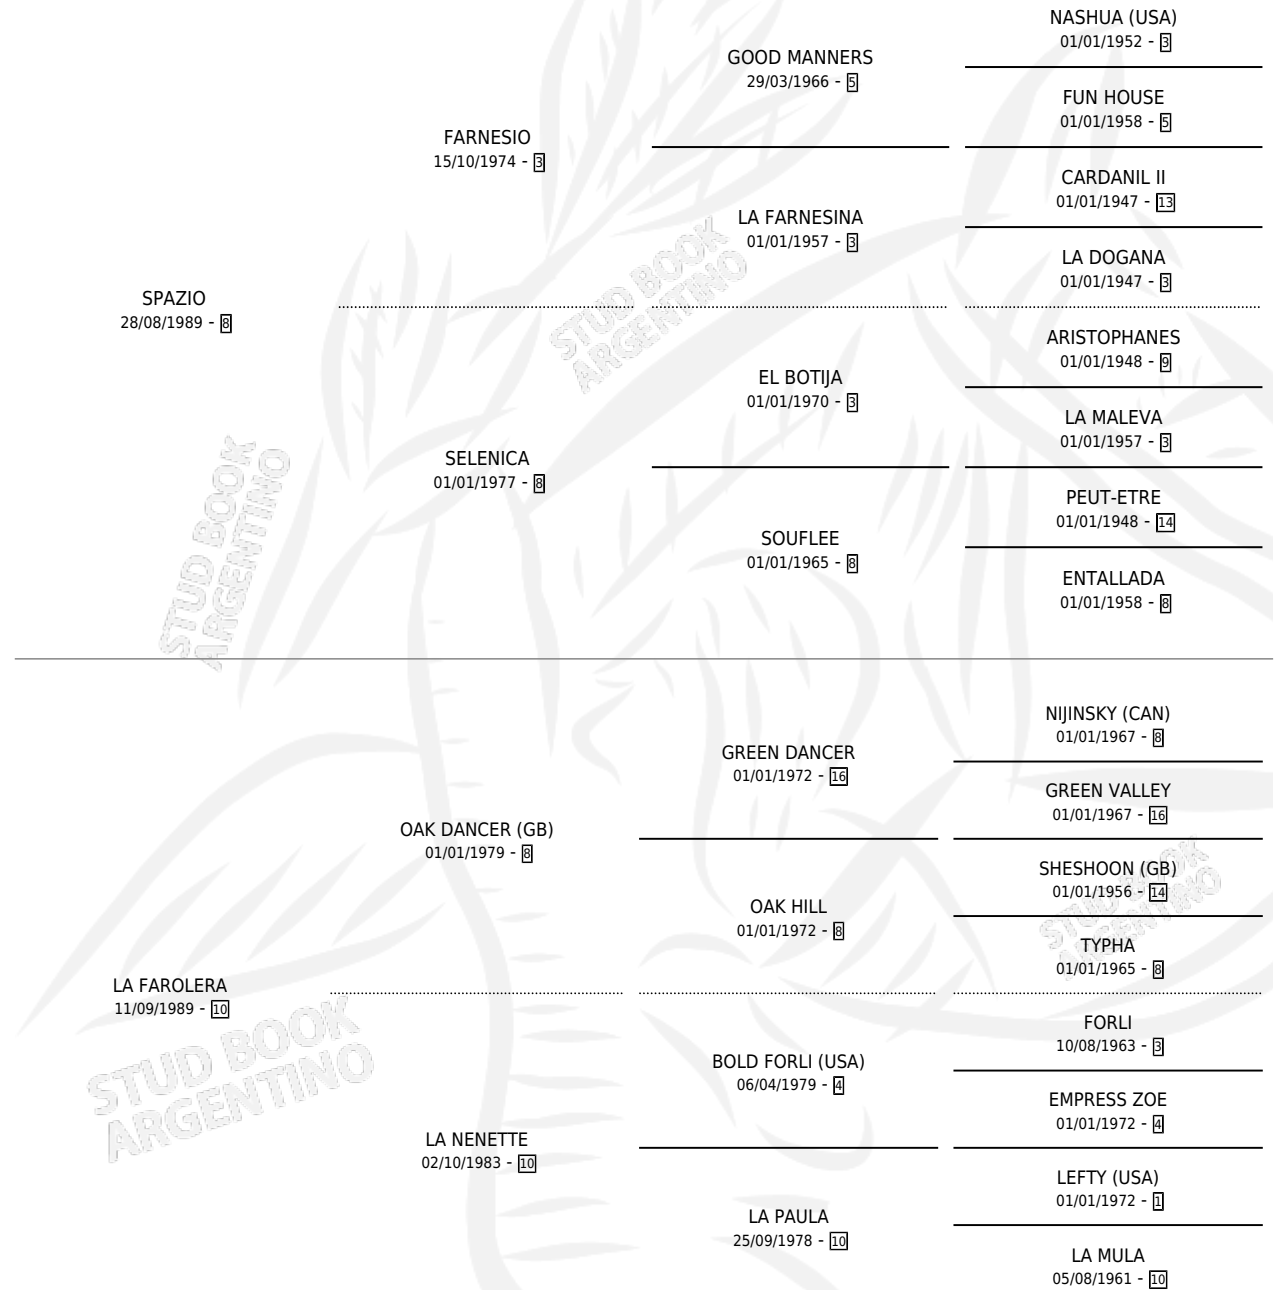 NASHUA (USA)
01/01/1952 - 3
GOOD MANNERS
29/03/1966 - 5
FUN HOUSE
01/01/1958 - 5
FARNESIO
15/10/1974 - 3
CARDANIL II
01/01/1947 - 13
LA FARNESINA
01/01/1957 - 3
LA DOGANA
01/01/1947 - 3
SPAZIO
28/08/1989 - 8
STUD BOOK
ARGENTINO
ARISTOPHANES
01/01/1948 - 9
EL BOTIJA
01/01/1970 - 3
LA MALEVA
01/01/1957 - 3
SELENICA
01/01/1977 - 8
PEUT-ETRE
01/01/1948 - 14
SOUFLEE
01/01/1965 - 8
ENTALLADA
01/01/1958 - 8
STUD BOOK
ARGENTINO
NIJINSKY (CAN)
01/01/1967 - 8
GREEN DANCER
01/01/1972 - 16
GREEN VALLEY
01/01/1967 - 16
OAK DANCER (GB)
01/01/1979 - 8
SHESHOON (GB)
01/01/1956 - 14
OAK HILL
01/01/1972 - 8
STUD BOOK
ARGENTINO
TYPHA
01/01/1965 - 8
LA FAROLERA
11/09/1989 - 10
FORLI
10/08/1963 - 3
BOLD FORLI (USA)
06/04/1979 - 4
STUD BOOK
ARGENTINO
EMPRESS ZOE
01/01/1972 - 4
LA NENETTE
02/10/1983 - 10
LEFTY (USA)
01/01/1972 - 1
LA PAULA
25/09/1978 - 10
LA MULA
05/08/1961 - 10